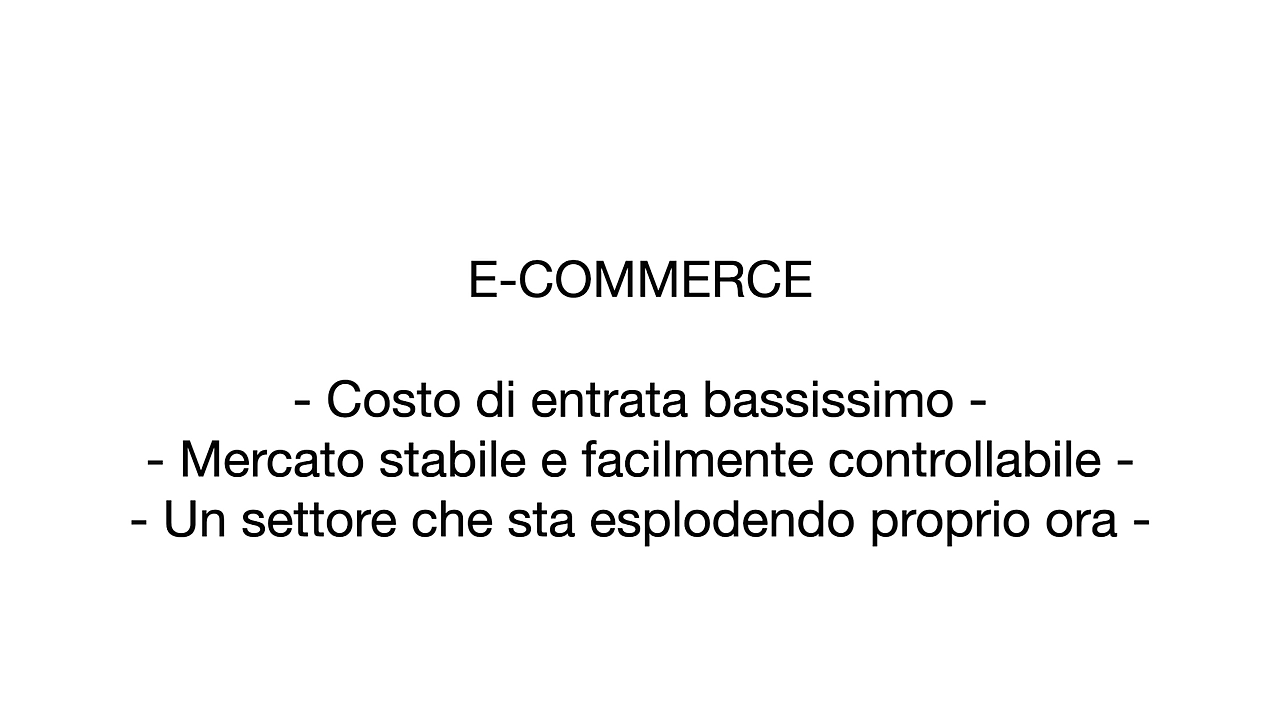 E-COMMERCE
- Costo di entrata bassissimo -
- Mercato stabile e facilmente controllabile -
- Un settore che sta esplodendo proprio ora -